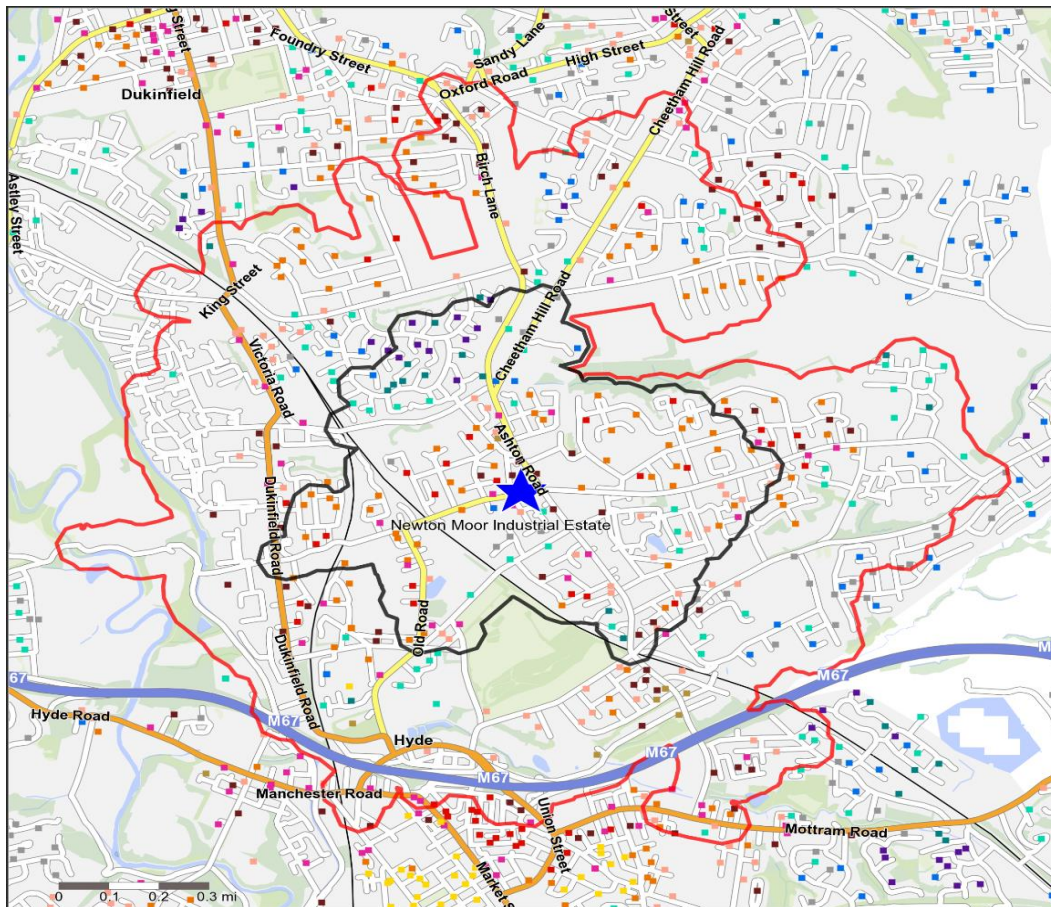 Street
Foundry Street
Sandy Lane
Oxford Road
High Street
Street
Cheetham Hill Road
Dukinfield
Astley Street
Birch Lane
King Street
Cheetham Hill Road
Victoria Road
Ashton Road
Dukinfield Road
Newton Moor Industrial Estate
Old Road
Dukinfield Road
M67
67
Hyde Road
M67
Hyde
M67
Manchester Road
Union Street
Mottram Road
Market S
0 0.1 0.2 0.3 mi